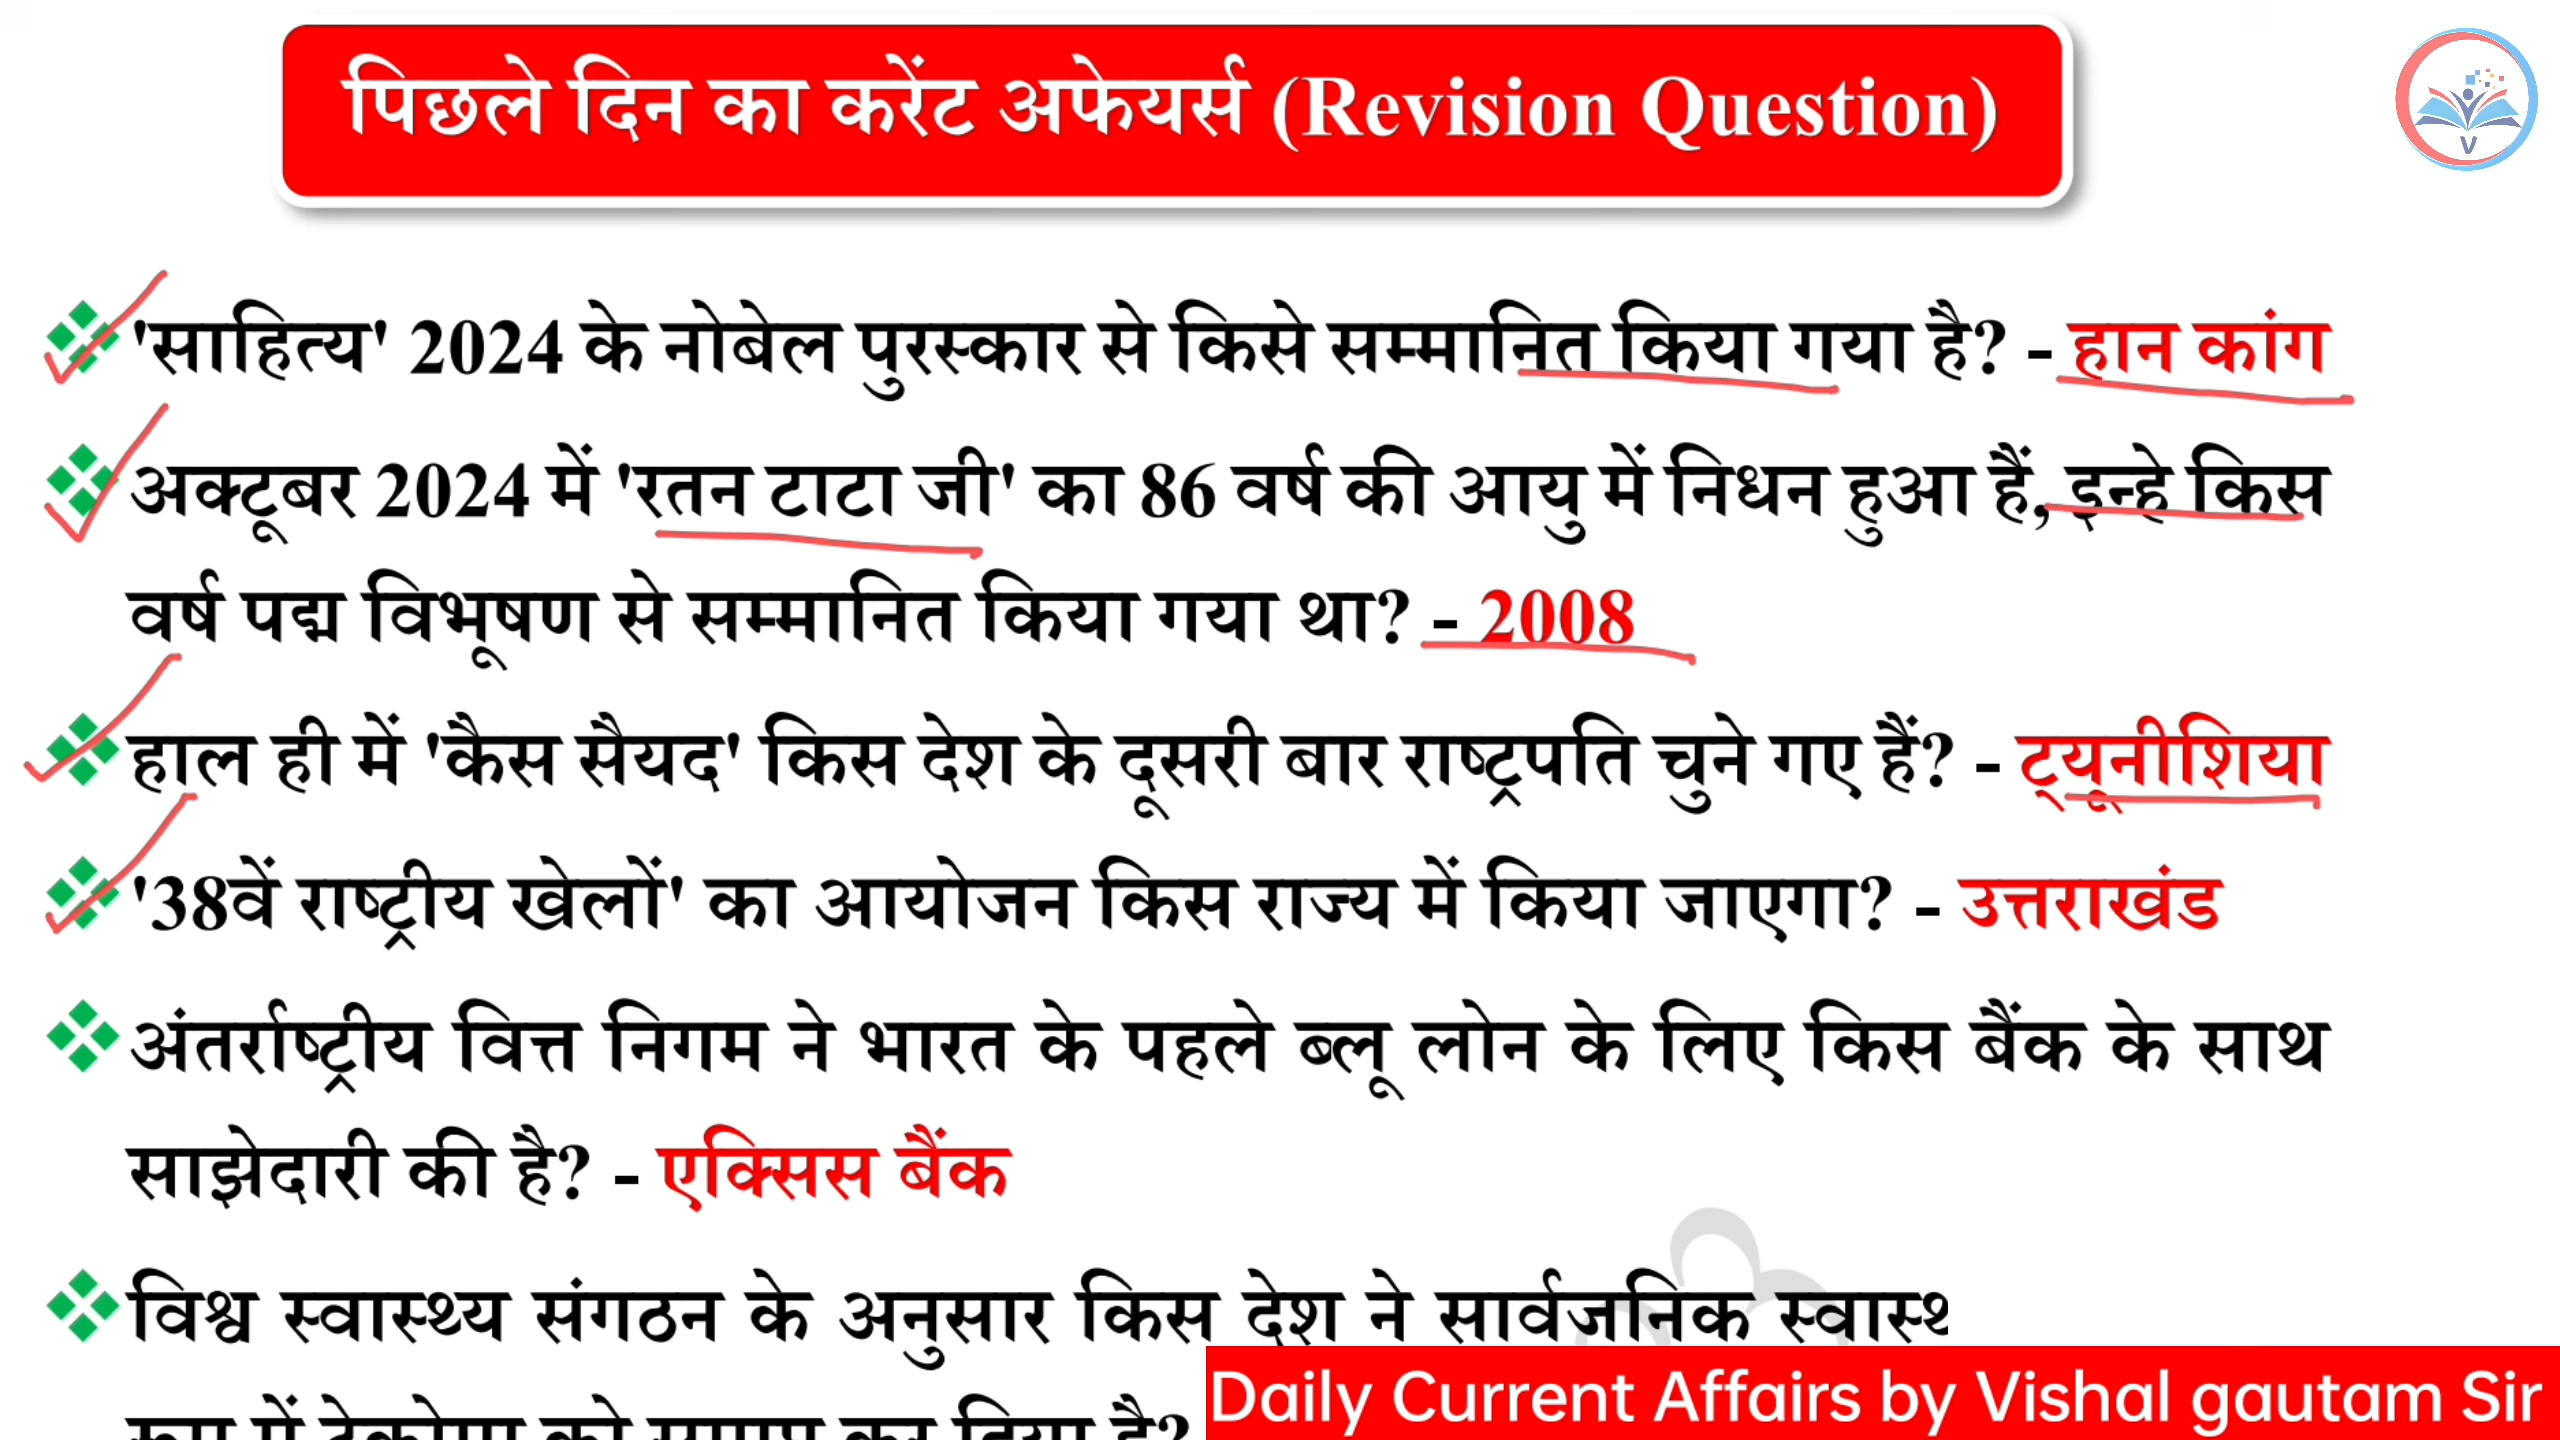 पिछले दिन का करेंट अफेयर्स (Revision Question)
'साहित्य' 2024 के नोबेल पुरस्कार से किसे सम्मानित किया गया है? - हान कांग
अक्टूबर 2024 में 'रतन टाटा जी' का 86 वर्ष की आयु में निधन हुआ हैं, इन्हे किस
वर्ष पद्म विभूषण से सम्मानित किया गया था? - 2008
हाल ही में 'कैस सैयद' किस देश के दूसरी बार राष्ट्रपति चुने गए हैं? - ट्यूनीशिया
'38वें राष्ट्रीय खेलों' का आयोजन किस राज्य में किया जाएगा? - उत्तराखंड
अंतर्राष्ट्रीय वित्त निगम ने भारत के पहले ब्लू लोन के लिए किस बैंक के साथ
साझेदारी की है? - एक्सिस बैंक
विश्व स्वास्थ्य संगठन के अनुसार किस देश ने सार्वजनिक
Daily Current Affairs by Vishal gautam Sir
V